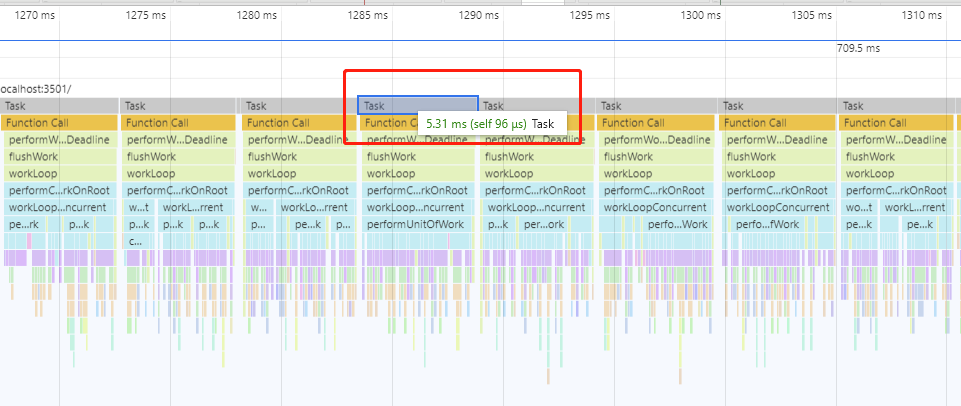 1270 ms 1275 ms 1280 ms 1285 ms 1290 ms 1295 ms 1300 ms 1305 ms 1310 ms
709.5 ms
ocalhost:3501/
Task Task Task Task Task Task Task Task
Function Call Function Call Function Call Function C 5.31 ms (self 96 μs) Task Function Call Function Call Function Call
performW...Deadline performW...Deadline performW...Deadline performW...Deadline performW...Deadline performWo...Deadline performW...Deadline performW...Deadline
flushWork flushWork flushWork flushWork flushWork flushWork flushWork flushWork
workLoop workLoop workLoop workLoop workLoop workLoop workLoop workLoop
performC...rkOnRoot performC...rkOnRoot performC...rkOnRoot performC...rkOnRoot performC...rkOnRoot performCo...rkOnRoot performC...rkOnRoot performC...rkOnRoot
workLoop...ncurrent w...t workL...rrent w... workLo...rrent workLoop...ncurrent workLoop...ncurrent workLoopConcurrent workLoopConcurrent wo...t workLo...current
pe...rk p...k p...k p...k p...k p...k pe...k p... performUnitOfWork p...k per...ork perfo...Work perfo...fWork pe...k pe...k
c...